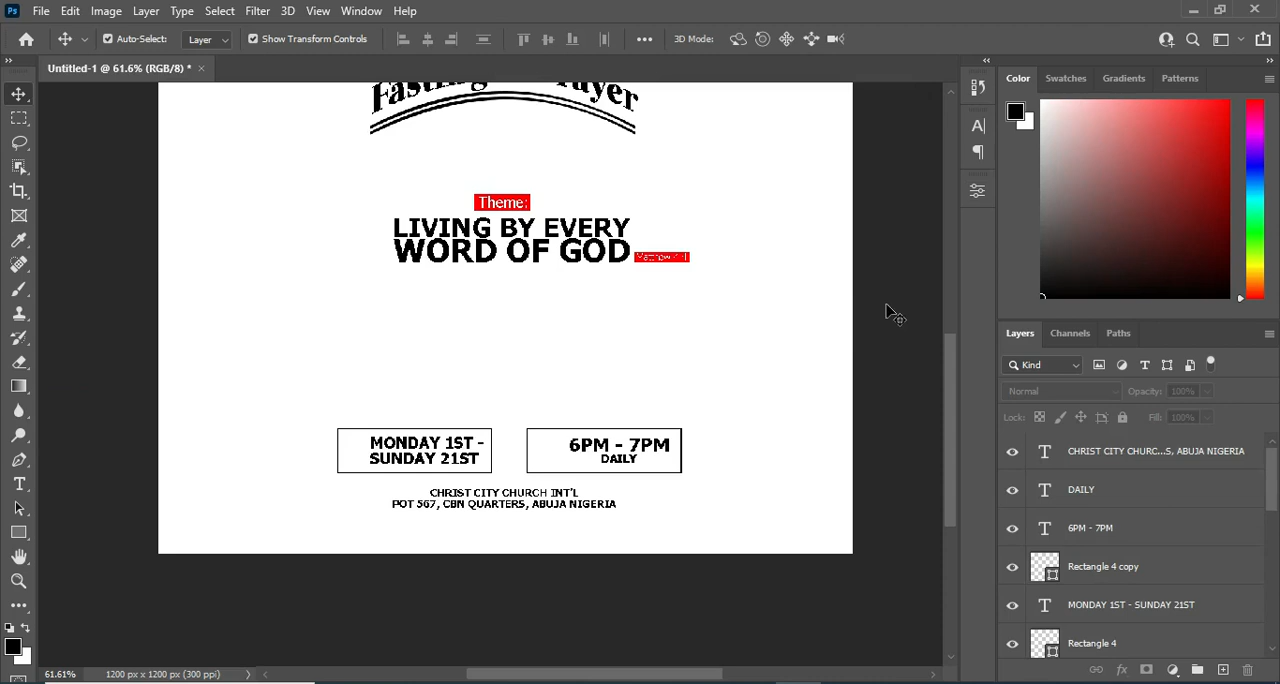 Ps File Edit Image Layer Type Select Filter 3D View Window Help
Auto-Select: Layer Show Transform Controls 3D Mode:
Untitled-1 @ 61.6% (RGB/8) * ×
Color Swatches Gradients Patterns
Fasting
Theme:
LIVING BY EVERY
WORD OF GOD
MONDAY 1ST -
SUNDAY 21ST
6PM - 7PM
DAILY
CHRIST CITY CHURCH INT'L
POT 567, CBN QUARTERS, ABUJA NIGERIA
Layers Channels Paths
Kind
Normal Opacity: 100%
Lock: Fill: 100%
CHRIST CITY CHURC...S, ABUJA NIGERIA
DAILY
6PM - 7PM
Rectangle 4 copy
MONDAY 1ST - SUNDAY 21ST
Rectangle 4
61.61% 1200 px x 1200 px (300 ppi)